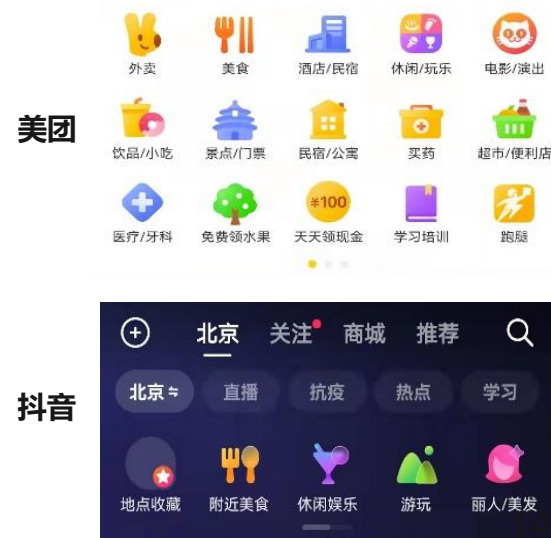 外卖 美食 酒店/民宿 休闲/玩乐 电影/演出
美团
饮品/小吃 景点/门票 民宿/公寓 买药 超市/便利店
¥100
医疗/牙科 免费领水果 天天领现金 学习培训 跑腿
北京 关注 商城 推荐
北京 直播 抗疫 热点 学习
抖音
地点收藏 附近美食 休闲娱乐 游玩 丽人/美发